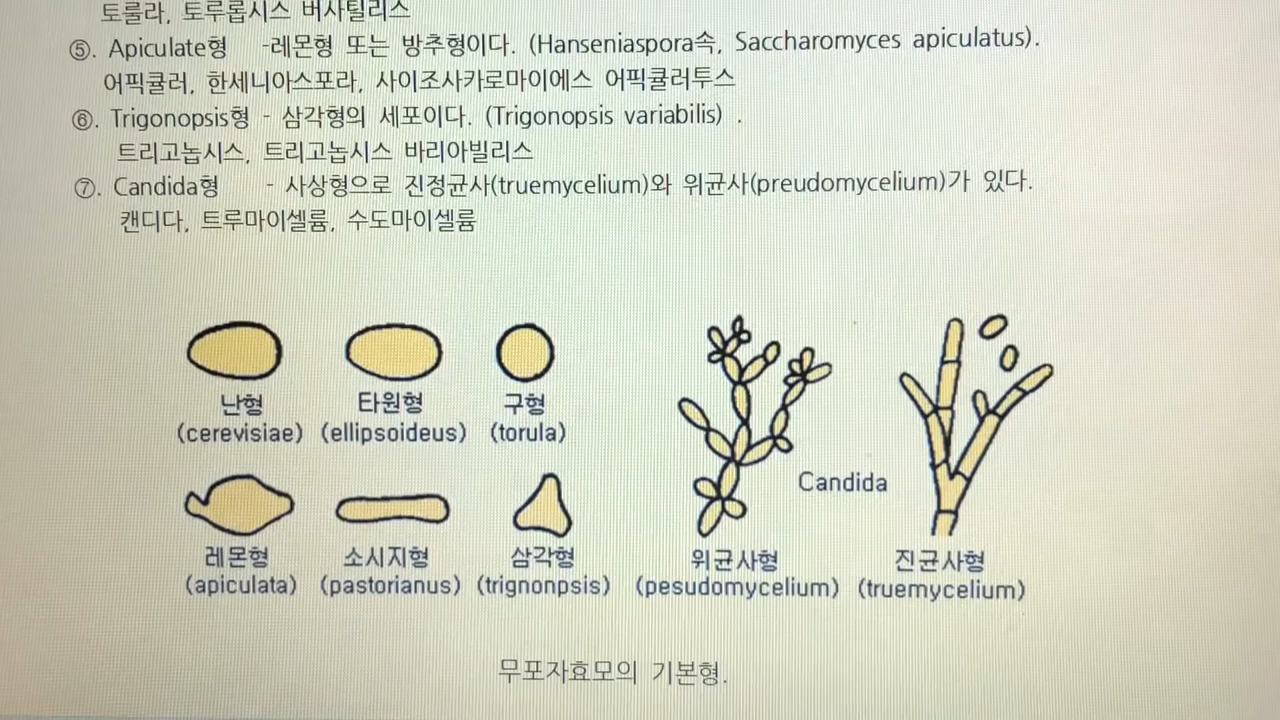 토룰라, 토루롭시스 버사틸리스
⑤. Apiculate형 -레몬형 또는 방추형이다. (Hanseniaspora속, Saccharomyces apiculatus).
어픽큘러, 한세니아스포라, 사이조사카로마이에스 어픽큘러투스
⑥. Trigonopsis형 - 삼각형의 세포이다. (Trigonopsis variabilis) .
트리고놉시스, 트리고놉시스 바리아빌리스
⑦. Candida형 - 사상형으로 진정균사(truemycelium)와 위균사(preudomycelium)가 있다.
캔디다, 트루마이셀륨, 수도마이셀륨
난형 타원형 구형
(cerevisiae) (ellipsoideus) (torula)
Candida
레몬형 소시지형 삼각형 위균사형 진균사형
(apiculata) (pastorianus) (trignonpsis) (pesudomycelium) (truemycelium)
무포자효모의 기본형.